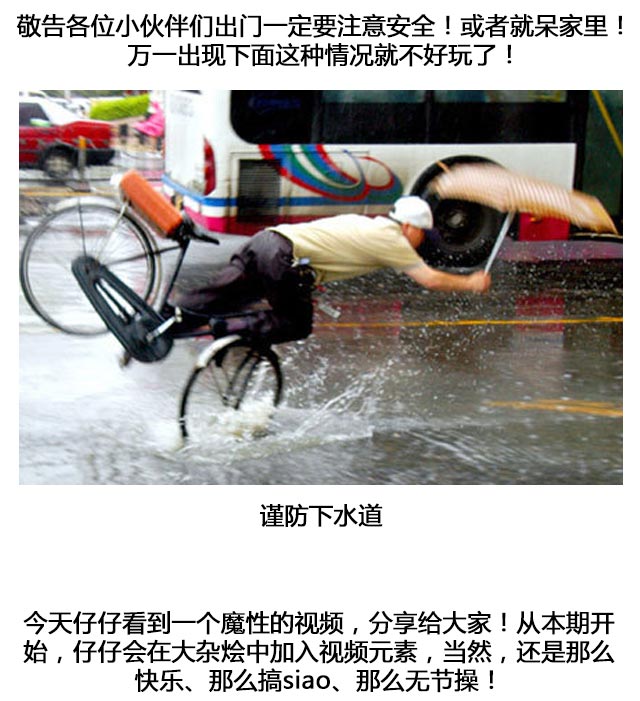 敬告各位小伙伴们出门一定要注意安全！或者就呆家里！
万一出现下面这种情况就不好玩了！
谨防下水道
今天仔仔看到一个魔性的视频，分享给大家！从本期开
始，仔仔会在大杂烩中加入视频元素，当然，还是那么
快乐、那么搞siao、那么无节操！